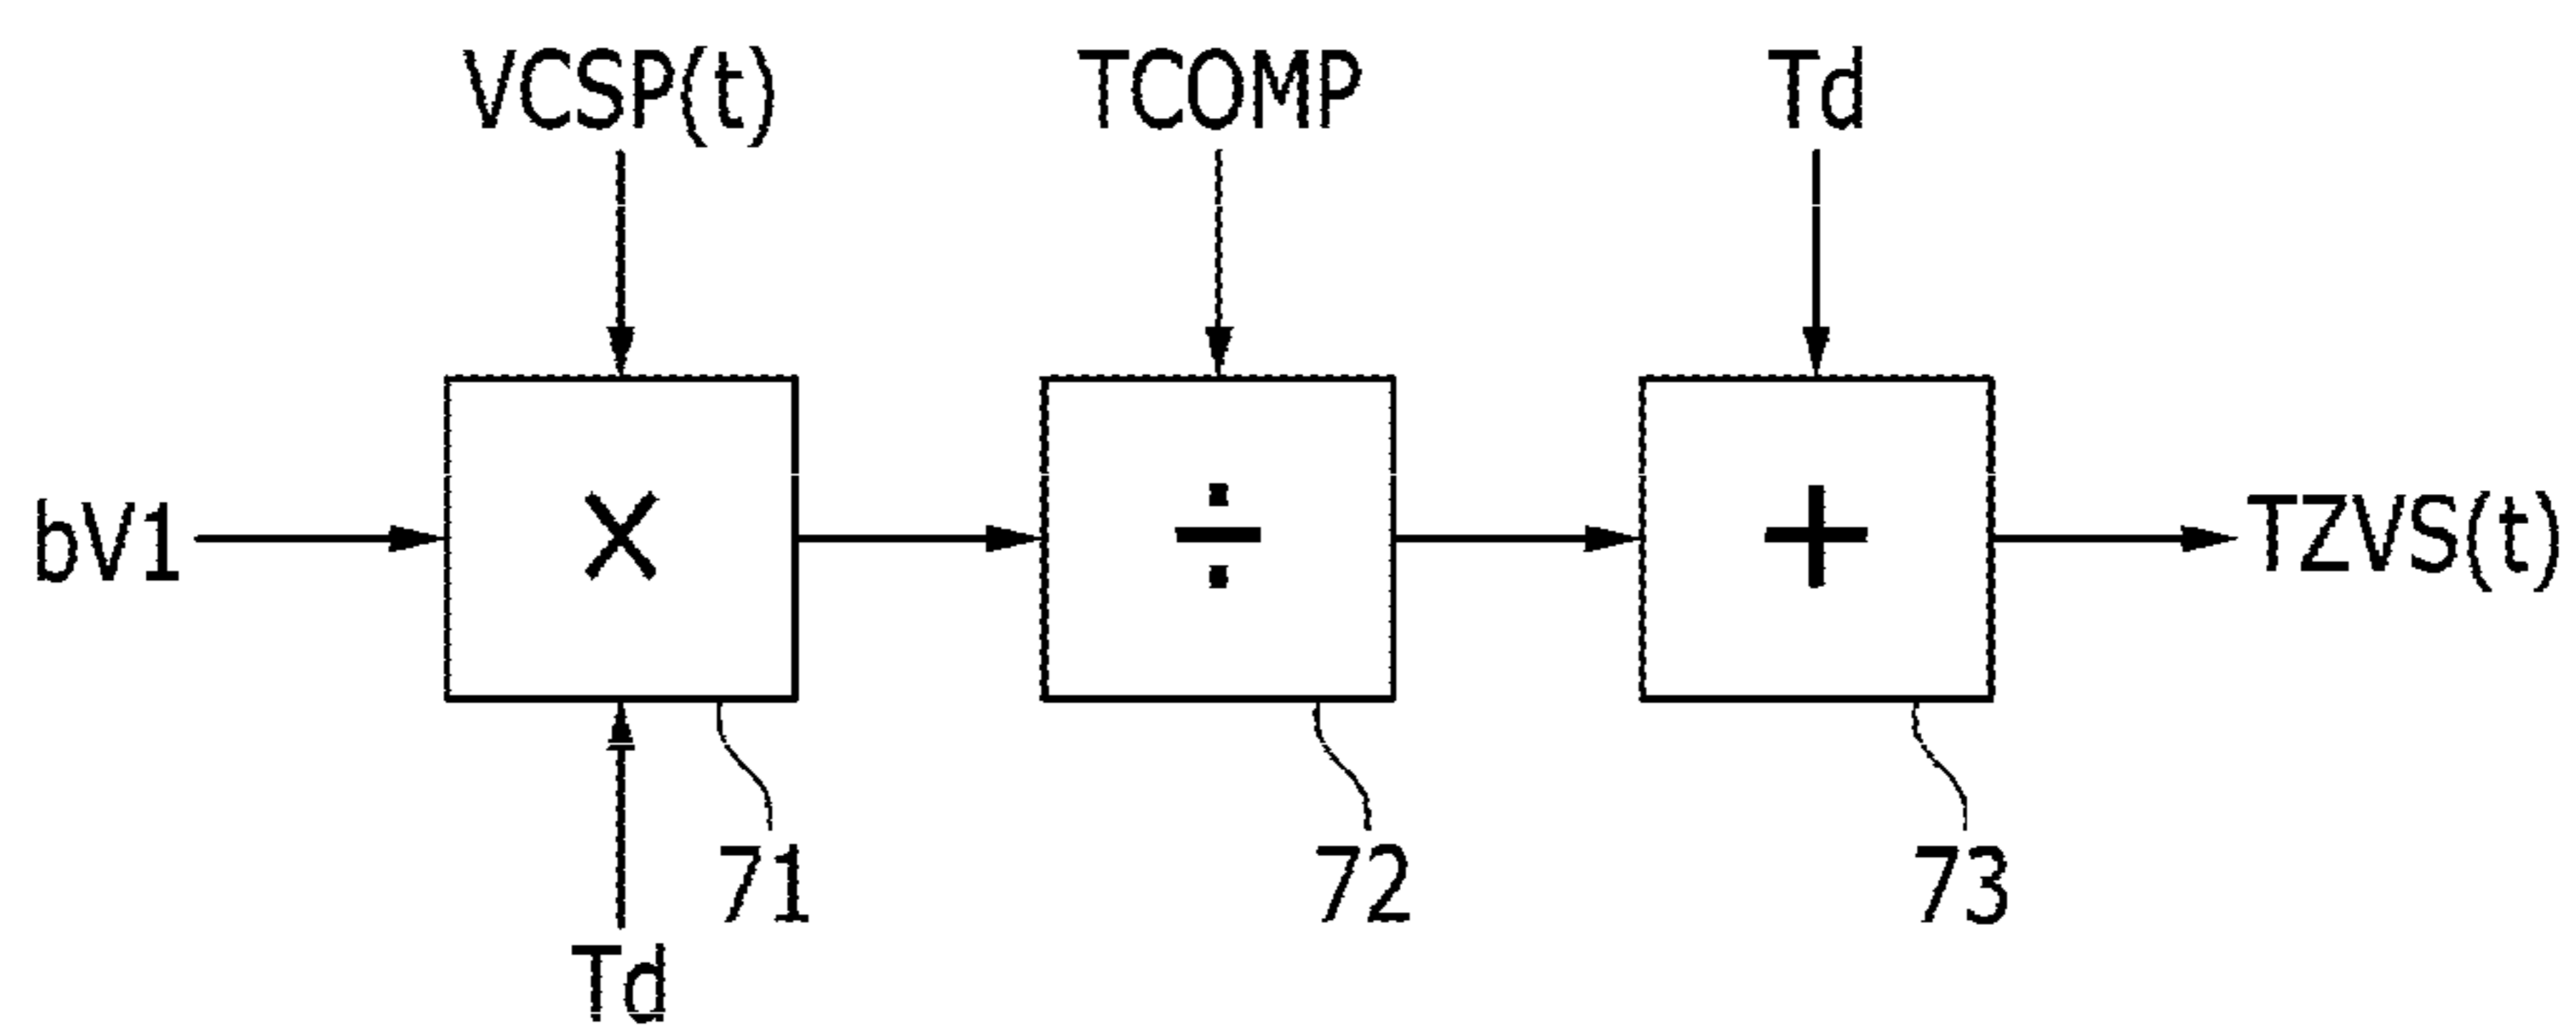 VCSP(t) TCOMP Td
bV1 × ÷ + TZVS(t)
71 72 73
Td